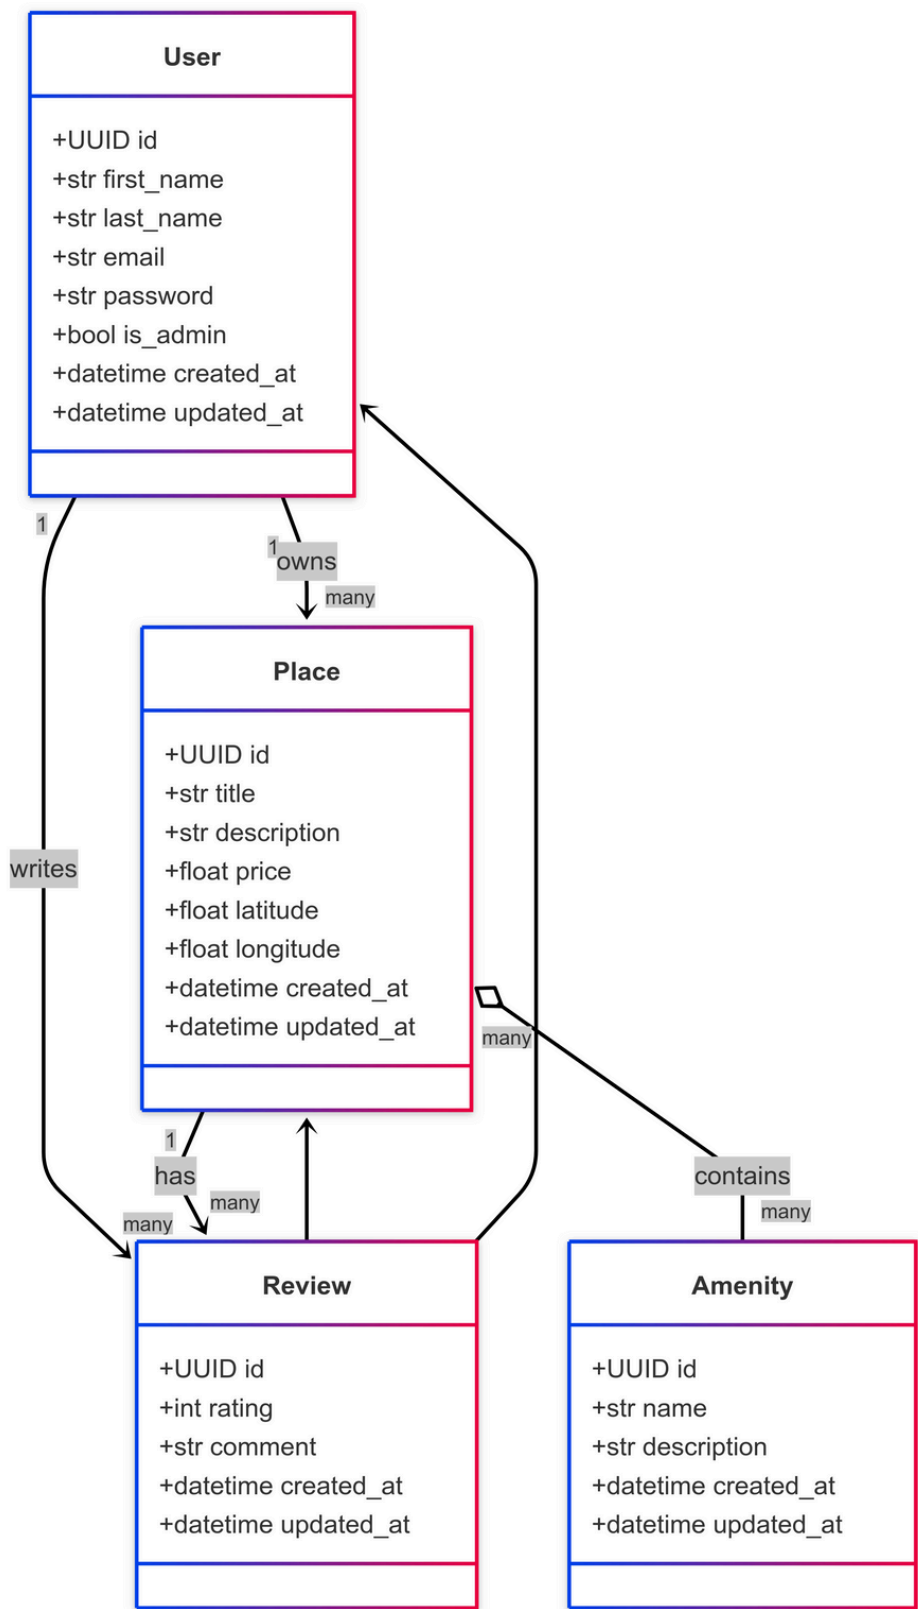 User
+UUID id
+str first_name
+str last_name
+str email
+str password
+bool is_admin
+datetime created_at
+datetime updated_at
1
1
owns
many
Place
+UUID id
+str title
+str description
+float price
+float latitude
+float longitude
+datetime created_at
+datetime updated_at
writes
many
1
has
many
many
contains
many
Review
+UUID id
+int rating
+str comment
+datetime created_at
+datetime updated_at
Amenity
+UUID id
+str name
+str description
+datetime created_at
+datetime updated_at